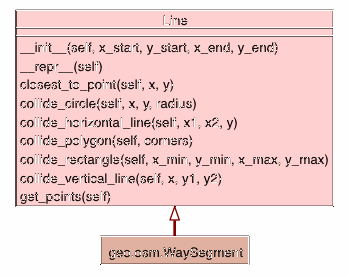 Line
__init__(self, x_start, y_start, x_end, y_end)
__repr__(self)
closest_to_point(self, x, y)
collide_circle(self, x, y, radius)
collide_horizontal_line(self, x1, x2, y)
collide_polygon(self, corners)
collide_rectangle(self, x_min, y_min, x_max, y_max)
collide_vertical_line(self, x, y1, y2)
get_points(self)
geo.osm.WaySegment